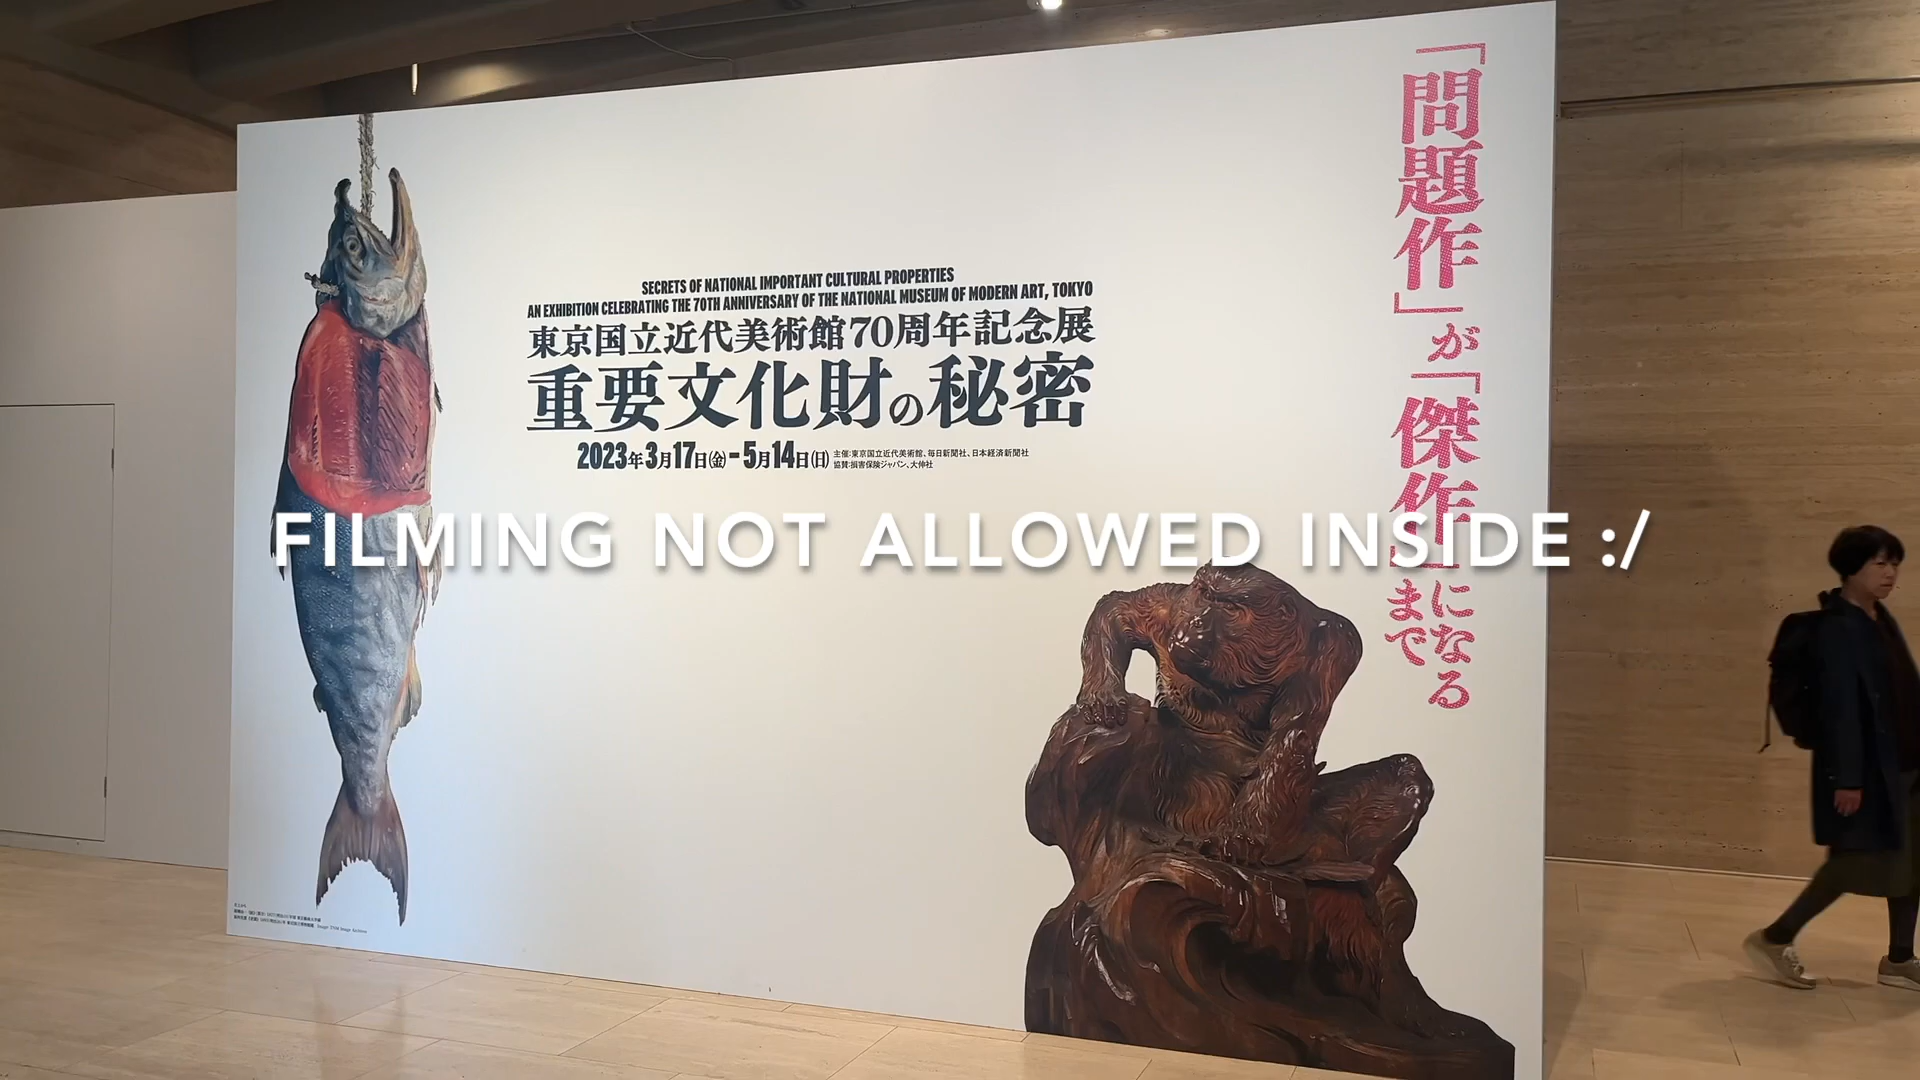 SECRETS OF NATIONAL IMPORTANT CULTURAL PROPERTIES
AN EXHIBITION CELEBRATING THE 70TH ANNIVERSARY OF THE NATIONAL MUSEUM OF MODERN ART, TOKYO
東京国立近代美術館70周年記念展
重要文化財の秘密
2023年3月17日(金)-5月14日(日)
主催:東京国立近代美術館、毎日新聞社、日本経済新聞社
協賛:損害保険ジャパン、大伸社
「問題作」が「傑作」になる
まで
FILMING NOT ALLOWED INSIDE :/